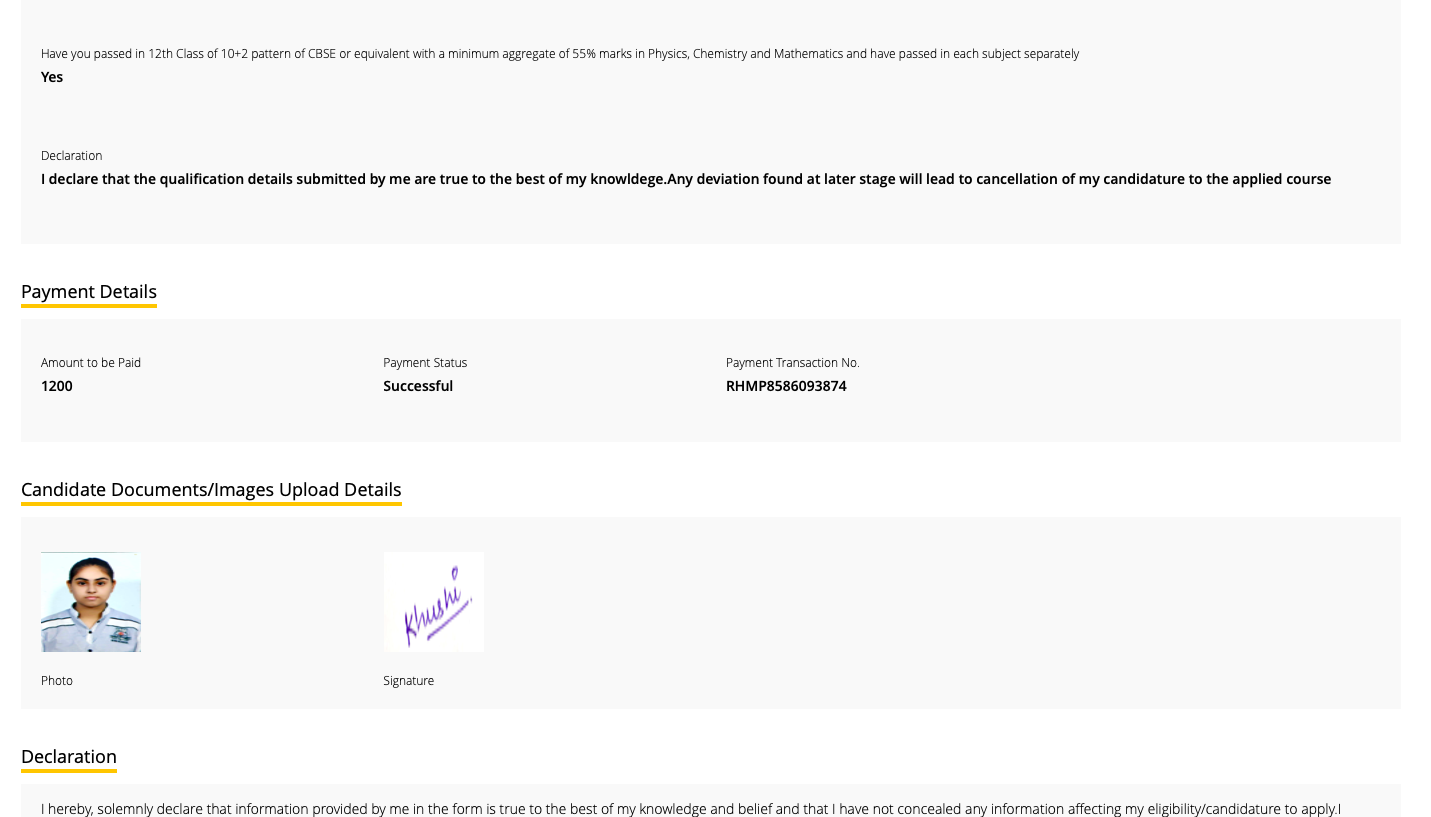 Have you passed in 12th Class of 10+2 pattern of CBSE or equivalent with a minimum aggregate of 55% marks in Physics, Chemistry and Mathematics and have passed in each subject separately
Yes
Declaration
I declare that the qualification details submitted by me are true to the best of my knowldege.Any deviation found at later stage will lead to cancellation of my candidature to the applied course
Payment Details
Amount to be Paid
Payment Status
Payment Transaction No.
1200
Successful
RHMP8586093874
Candidate Documents/Images Upload Details
Khushi
Photo
Signature
Declaration
I hereby, solemnly declare that information provided by me in the form is true to the best of my knowledge and belief and that I have not concealed any information affecting my eligibility/candidature to apply.I